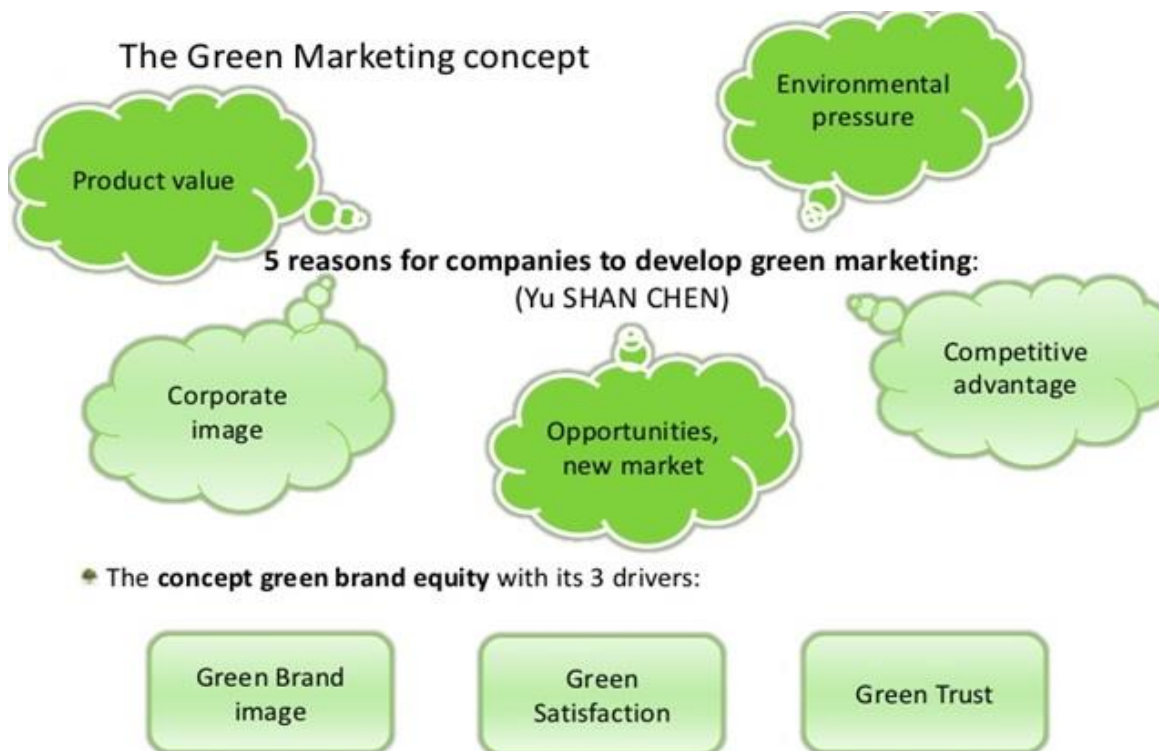 The Green Marketing concept
Environmental
pressure
Product value
5 reasons for companies to develop green marketing:
(Yu SHAN CHEN)
Corporate
image
Opportunities,
new market
Competitive
advantage
The concept green brand equity with its 3 drivers:
Green Brand
image
Green
Satisfaction
Green Trust